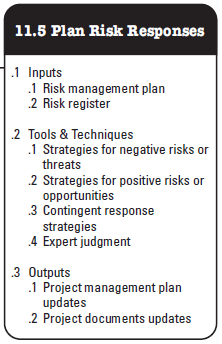 11.5 Plan Risk Responses
.1 Inputs
.1 Risk management plan
.2 Risk register
.2 Tools & Techniques
.1 Strategies for negative risks or
threats
.2 Strategies for positive risks or
opportunities
.3 Contingent response
strategies
.4 Expert judgment
.3 Outputs
.1 Project management plan
updates
.2 Project documents updates